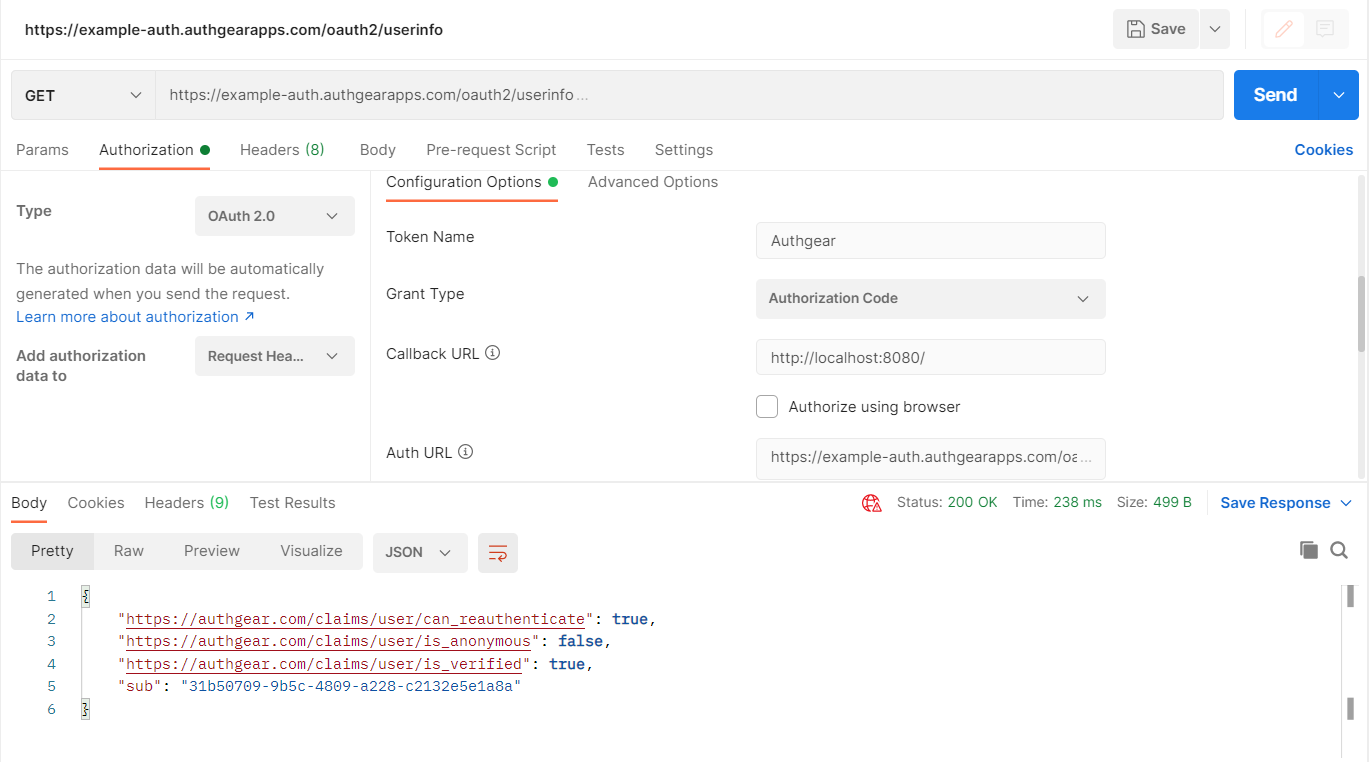 https://example-auth.authgearapps.com/oauth2/userinfo
Save
GET
https://example-auth.authgearapps.com/oauth2/userinfo ...
Send
Params
Authorization
Headers (8)
Body
Pre-request Script
Tests
Settings
Cookies
Type
OAuth 2.0
The authorization data will be automatically
generated when you send the request.
Learn more about authorization ↗
Add authorization
data to
Request Hea...
Configuration Options
Advanced Options
Token Name
Authgear
Grant Type
Authorization Code
Callback URL
http://localhost:8080/
Authorize using browser
Auth URL
https://example-auth.authgearapps.com/oa ...
Body
Cookies
Headers (9)
Test Results
Status: 200 OK
Time: 238 ms
Size: 499 B
Save Response
Pretty
Raw
Preview
Visualize
JSON
1 {
2 "https://authgear.com/claims/user/can_reauthenticate": true,
3 "https://authgear.com/claims/user/is_anonymous": false,
4 "https://authgear.com/claims/user/is_verified": true,
5 "sub": "31b50709-9b5c-4809-a228-c2132e5e1a8a"
6 }